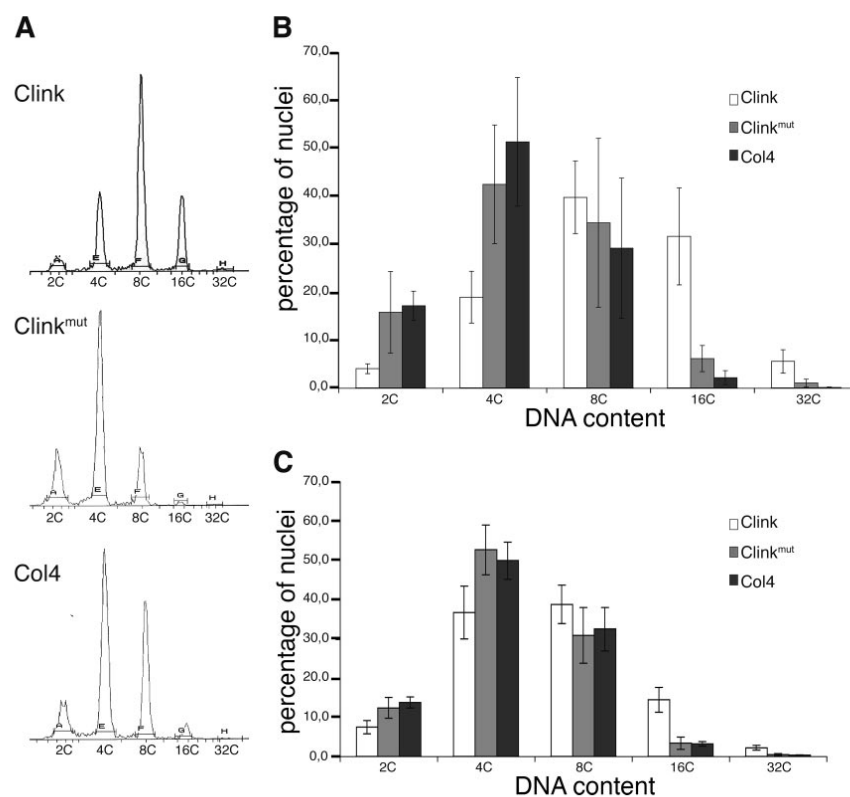 A
Clink
A E F G H
2C 4C 8C 16C 32C
Clinkmut
A E F G H
2C 4C 8C 16C 32C
Col4
A E F G H
2C 4C 8C 16C 32C
B
percentage of nuclei
70,0
60,0
50,0
40,0
30,0
20,0
10,0
0,0
Clink
Clinkmut
Col4
2C 4C 8C 16C 32C
DNA content
C
percentage of nuclei
70,0
60,0
50,0
40,0
30,0
20,0
10,0
0,0
Clink
Clinkmut
Col4
2C 4C 8C 16C 32C
DNA content